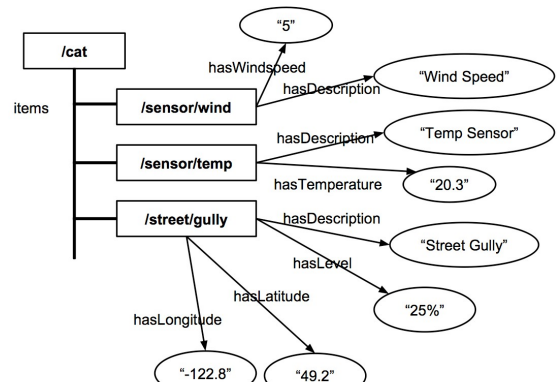 “5”
/cat
hasWindspeed
“Wind Speed”
hasDescription
items
/sensor/wind
“Temp Sensor”
hasDescription
/sensor/temp
hasTemperature
“20.3”
/street/gully
hasDescription
“Street Gully”
hasLevel
hasLatitude
“25%”
hasLongitude
“-122.8”
“49.2”